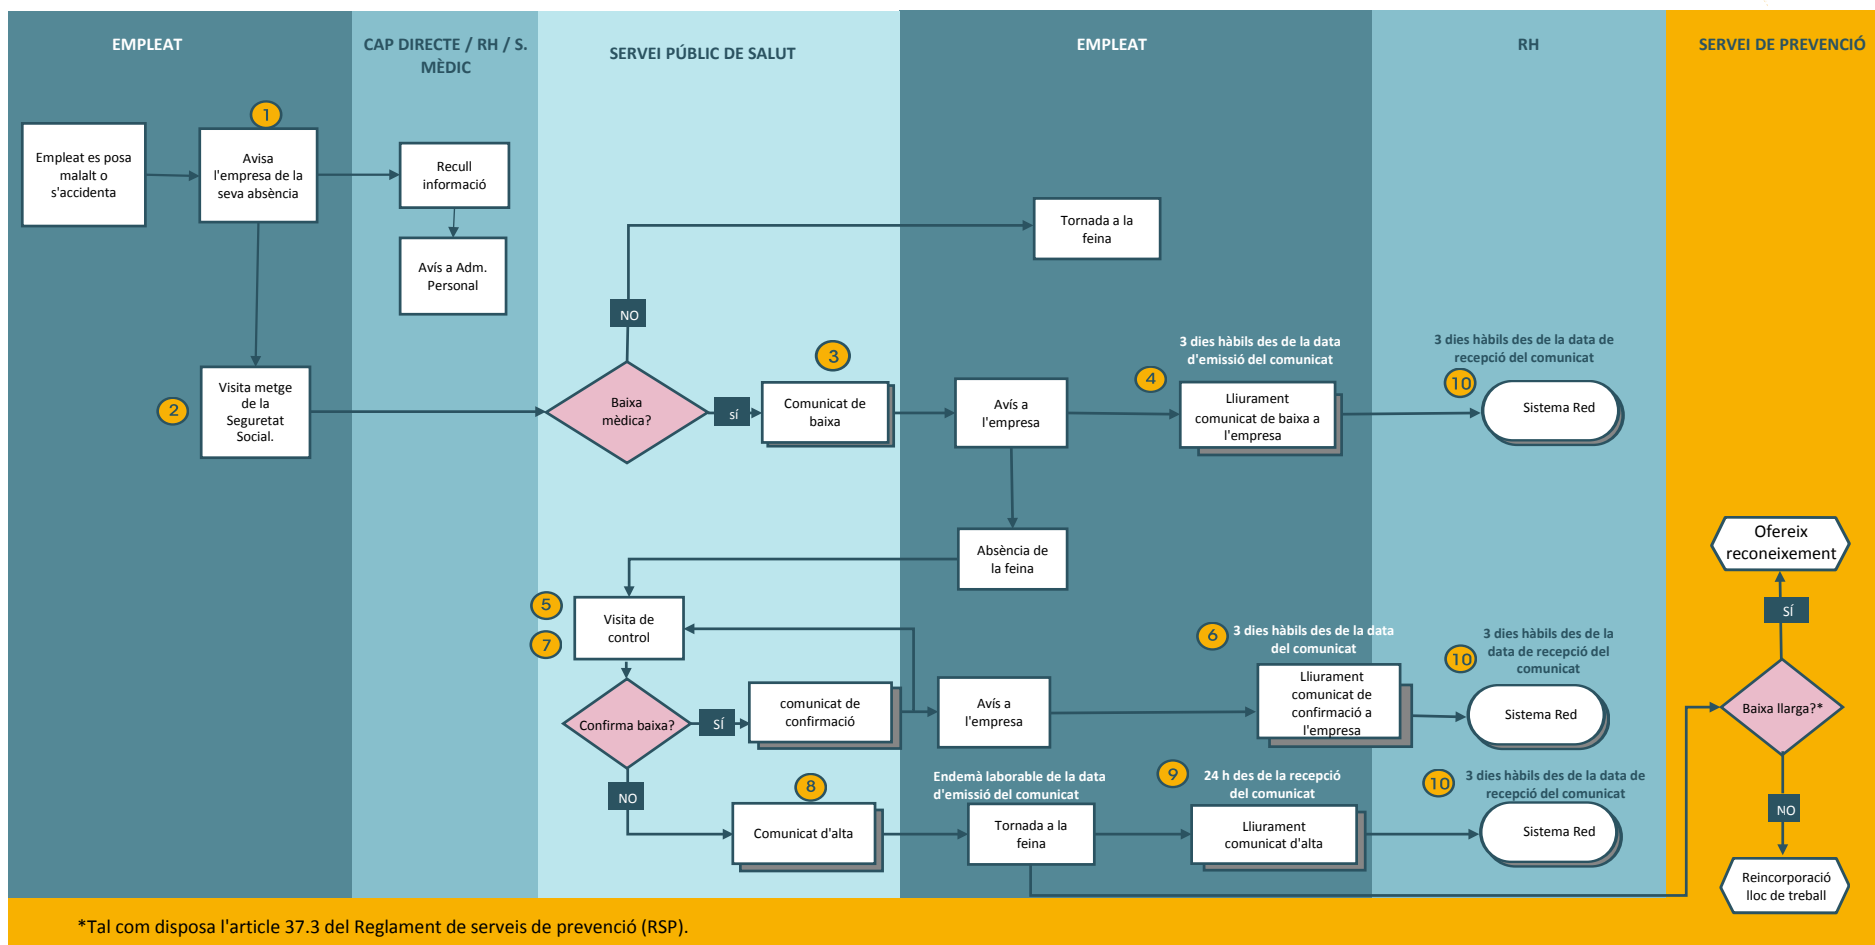 EMPLEAT
CAP DIRECTE / RH / S.
MÈDIC
SERVEI PÚBLIC DE SALUT
EMPLEAT
RH
SERVEI DE PREVENCIÓ
1
Empleat es posa
malalt o
s'accidenta
Avisa
l'empresa de la
seva absència
Recull
informació
Avís a Adm.
Personal
Tornada a la
feina
NO
2
Visita metge
de la
Seguretat
Social.
Baixa
mèdica?
sí
3
Comunicat de
baixa
Avís a
l'empresa
3 dies hàbils des de la data
d'emissió del comunicat
4
Lliurament
comunicat de baixa a
l'empresa
3 dies hàbils des de la data de
recepció del comunicat
10
Sistema Red
Absència de
la feina
5
7
Visita de
control
Confirma baixa?
SÍ
comunicat de
confirmació
Avís a
l'empresa
6
3 dies hàbils des de la data
del comunicat
Lliurament
comunicat de
confirmació a
l'empresa
3 dies hàbils des de la
data de recepció del
comunicat
10
Sistema Red
Ofereix
reconeixement
SÍ
Baixa llarga?*
NO
Reincorporació
lloc de treball
NO
8
Comunicat d'alta
Endemà laborable de la data
d'emissió del comunicat
Tornada a la
feina
9
24 h des de la recepció
del comunicat
Lliurament
comunicat d'alta
10
3 dies hàbils des de la data de
recepció del comunicat
Sistema Red
*Tal com disposa l'article 37.3 del Reglament de serveis de prevenció (RSP).